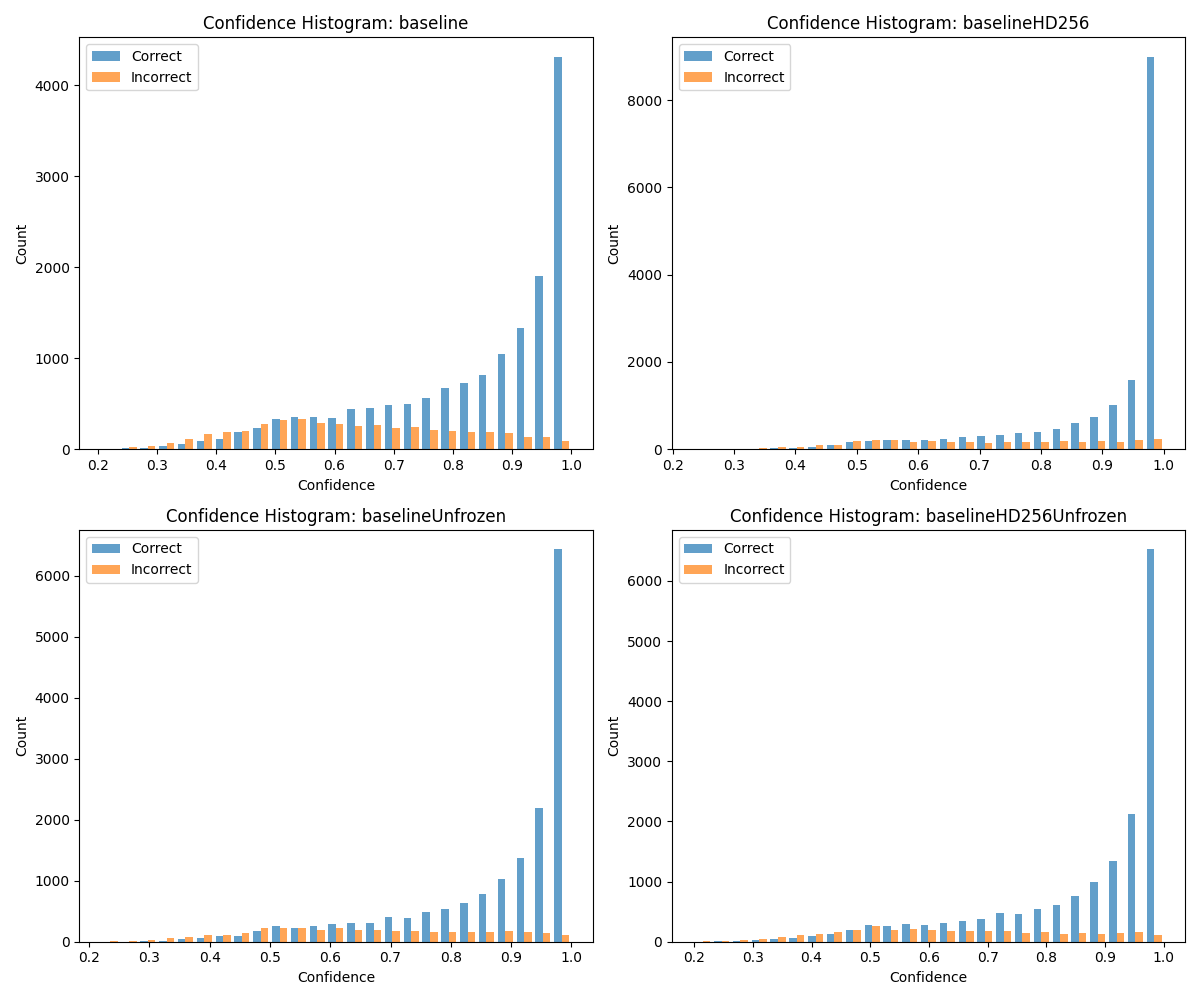 Confidence Histogram: baseline
Correct
Incorrect
Count
4000
3000
2000
1000
0
0.2 0.3 0.4 0.5 0.6 0.7 0.8 0.9 1.0
Confidence
Confidence Histogram: baselineHD256
Correct
Incorrect
Count
8000
6000
4000
2000
0
0.2 0.3 0.4 0.5 0.6 0.7 0.8 0.9 1.0
Confidence
Confidence Histogram: baselineUnfrozen
Correct
Incorrect
Count
6000
5000
4000
3000
2000
1000
0
0.2 0.3 0.4 0.5 0.6 0.7 0.8 0.9 1.0
Confidence
Confidence Histogram: baselineHD256Unfrozen
Correct
Incorrect
Count
6000
5000
4000
3000
2000
1000
0
0.2 0.3 0.4 0.5 0.6 0.7 0.8 0.9 1.0
Confidence